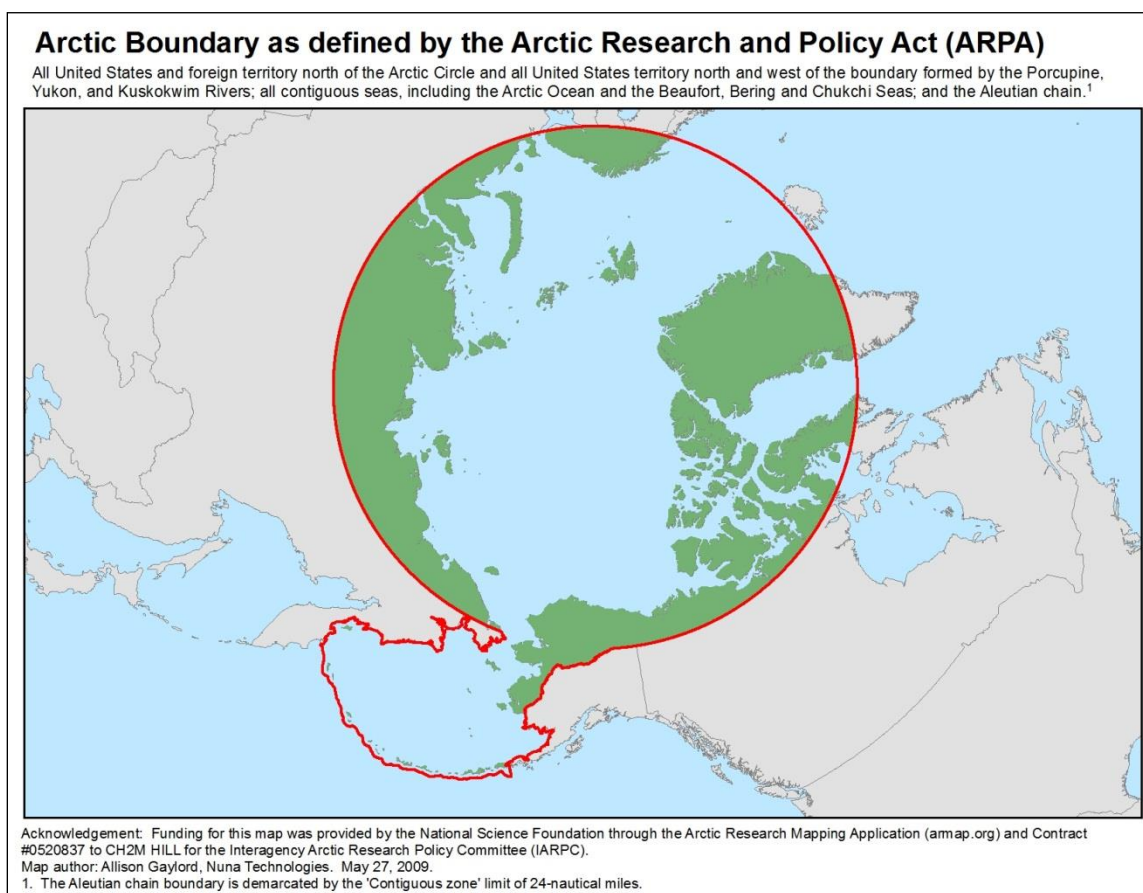 Arctic Boundary as defined by the Arctic Research and Policy Act (ARPA)
All United States and foreign territory north of the Arctic Circle and all United States territory north and west of the boundary formed by the Porcupine,
Yukon, and Kuskokwim Rivers; all contiguous seas, including the Arctic Ocean and the Beaufort, Bering and Chukchi Seas; and the Aleutian chain.¹
Acknowledgement: Funding for this map was provided by the National Science Foundation through the Arctic Research Mapping Application (armap.org) and Contract
#0520837 to CH2M HILL for the Interagency Arctic Research Policy Committee (IARPC).
Map author: Allison Gaylord, Nuna Technologies. May 27, 2009.
1. The Aleutian chain boundary is demarcated by the 'Contiguous zone' limit of 24-nautical miles.